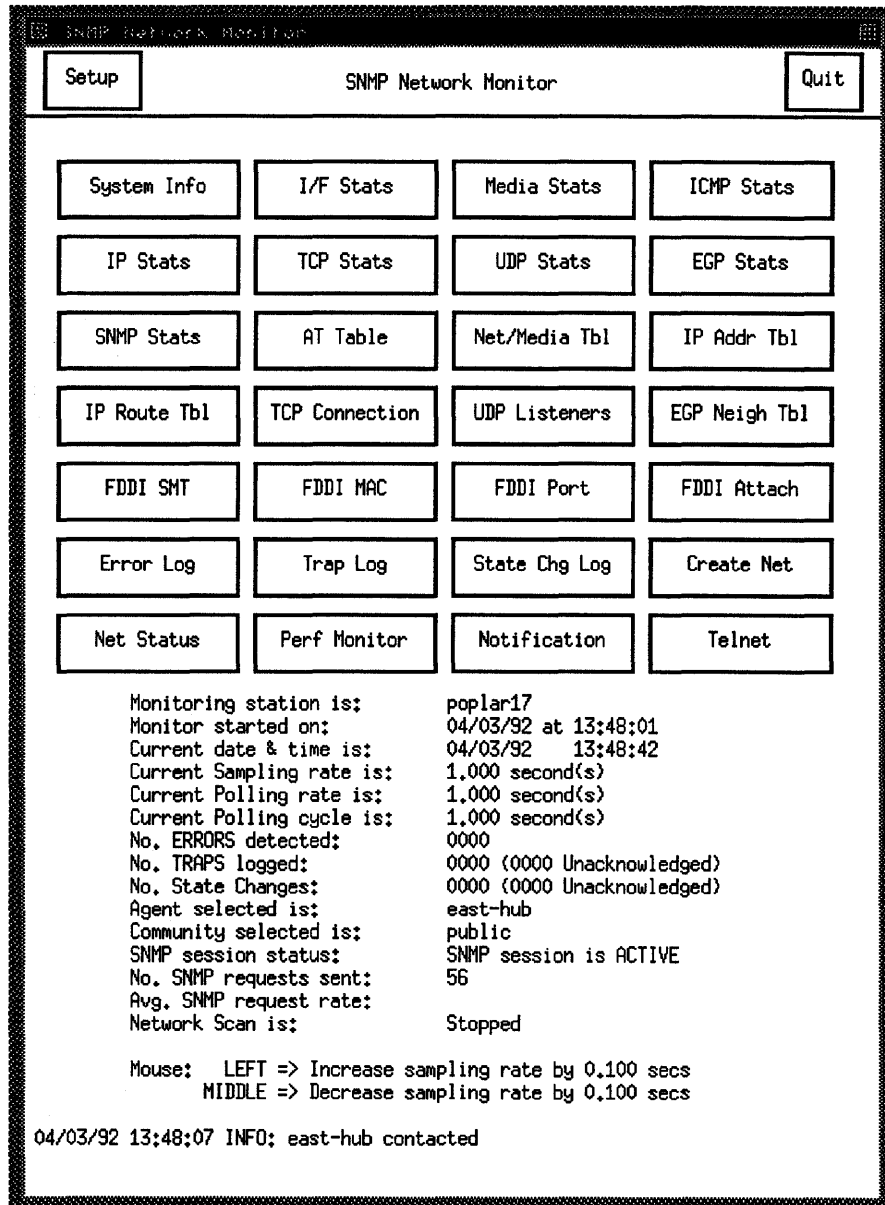 SNMP Network Monitor
Setup SNMP Network Monitor Quit
System Info I/F Stats Media Stats ICMP Stats
IP Stats TCP Stats UDP Stats EGP Stats
SNMP Stats AT Table Net/Media Tbl IP Addr Tbl
IP Route Tbl TCP Connection UDP Listeners EGP Neigh Tbl
FDDI SMT FDDI MAC FDDI Port FDDI Attach
Error Log Trap Log State Chg Log Create Net
Net Status Perf Monitor Notification Telnet
Monitoring station is: poplar17
Monitor started on: 04/03/92 at 13:48:01
Current date & time is: 04/03/92 13:48:42
Current Sampling rate is: 1.000 second(s)
Current Polling rate is: 1.000 second(s)
Current Polling cycle is: 1.000 second(s)
No. ERRORS detected: 0000
No. TRAPS logged: 0000 (0000 Unacknowledged)
No. State Changes: 0000 (0000 Unacknowledged)
Agent selected is: east-hub
Community selected is: public
SNMP session status: SNMP session is ACTIVE
No. SNMP requests sent: 56
Avg. SNMP request rate:
Network Scan is: Stopped
Mouse: LEFT => Increase sampling rate by 0.100 secs
MIDDLE => Decrease sampling rate by 0.100 secs
04/03/92 13:48:07 INFO: east-hub contacted